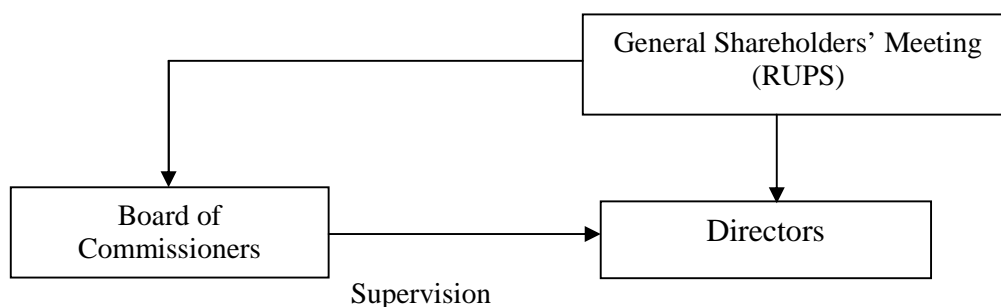 General Shareholders’ Meeting
(RUPS)
Board of
Commissioners
Directors
Supervision